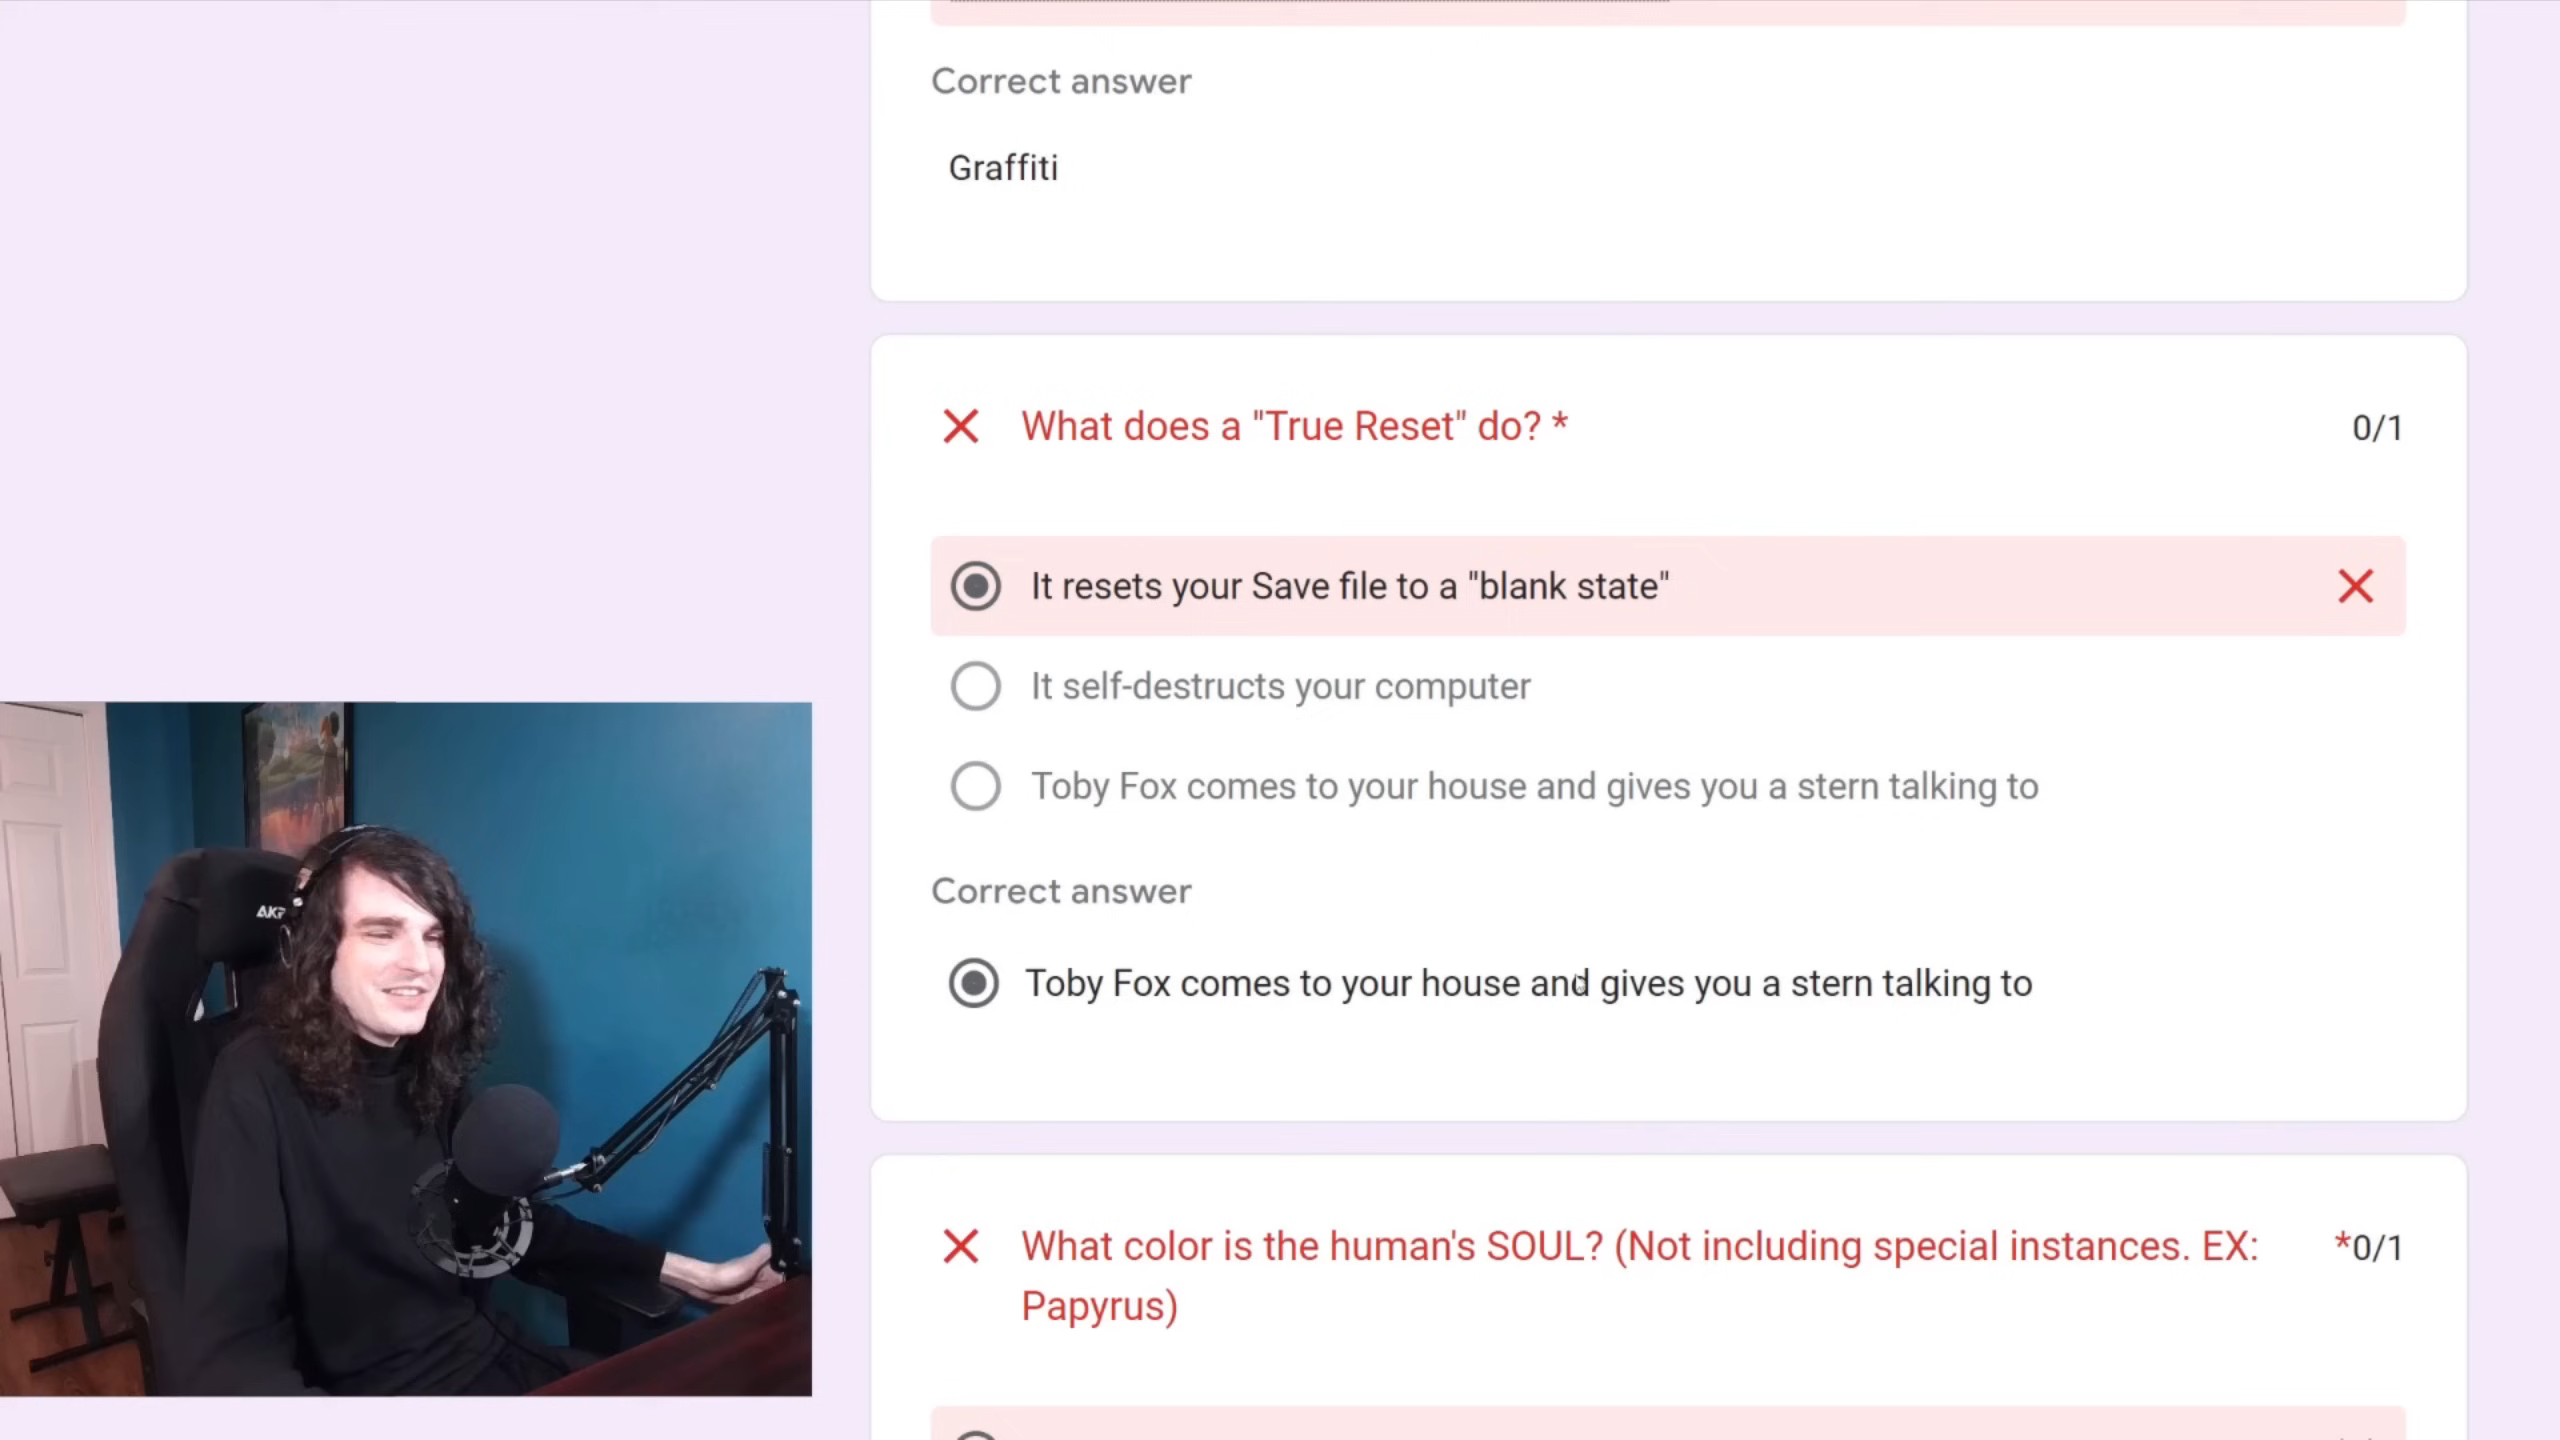 Correct answer
Graffiti
What does a "True Reset" do? *
0/1
It resets your Save file to a "blank state"
It self-destructs your computer
Toby Fox comes to your house and gives you a stern talking to
Correct answer
Toby Fox comes to your house and gives you a stern talking to
What color is the human's SOUL? (Not including special instances. EX:
*0/1
Papyrus)